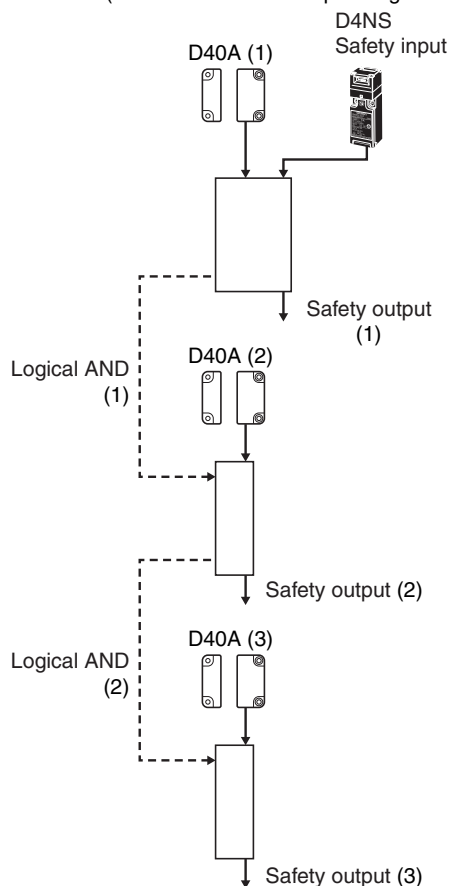 D4NS
Safety input
D40A (1)
Safety output
(1)
D40A (2)
Logical AND
(1)
Safety output (2)
D40A (3)
Logical AND
(2)
Safety output (3)